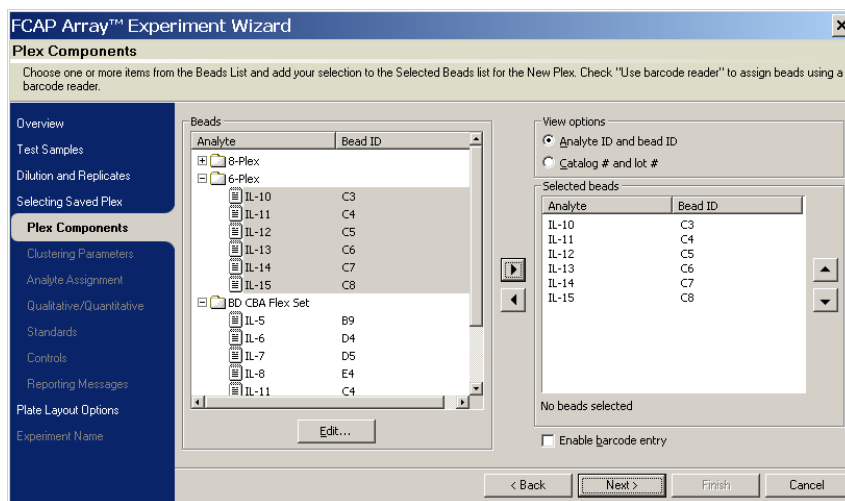 FCAP Array™ Experiment Wizard
Plex Components
Choose one or more items from the Beads List and add your selection to the Selected Beads list for the New Plex. Check "Use barcode reader" to assign beads using a
barcode reader.
Overview
Test Samples
Dilution and Replicates
Selecting Saved Plex
Plex Components
Clustering Parameters
Analyte Assignment
Qualitative/Quantitative
Standards
Controls
Reporting Messages
Plate Layout Options
Experiment Name
Beads
Analyte Bead ID
8-Plex
6-Plex
IL-10 C3
IL-11 C4
IL-12 C5
IL-13 C6
IL-14 C7
IL-15 C8
BD CBA Flex Set
IL-5 B9
IL-6 D4
IL-7 D5
IL-8 E4
IL-11 C4
Edit...
View options
Analyte ID and bead ID
Catalog # and lot #
Selected beads
Analyte Bead ID
IL-10 C3
IL-11 C4
IL-12 C5
IL-13 C6
IL-14 C7
IL-15 C8
No beads selected
Enable barcode entry
< Back Next > Finish Cancel